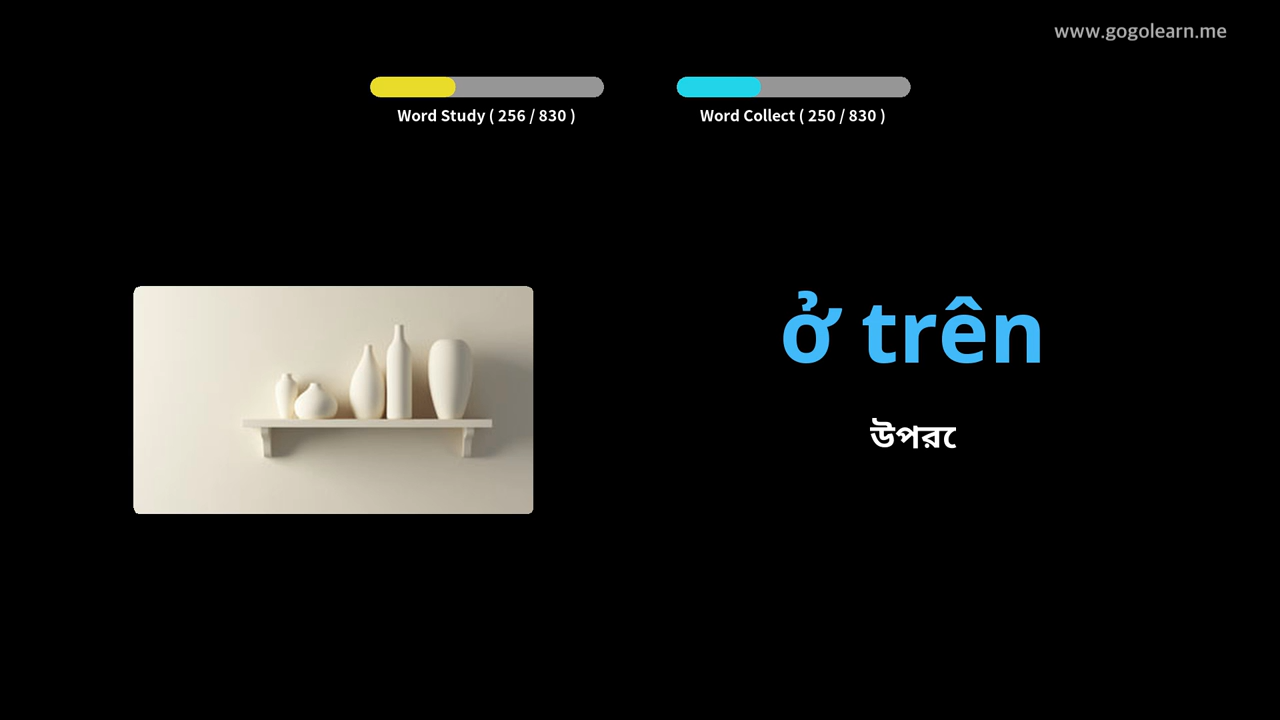 www.gogolearn.me
Word Study ( 256 / 830 )
Word Collect ( 250 / 830 )
ở trên
উপরে